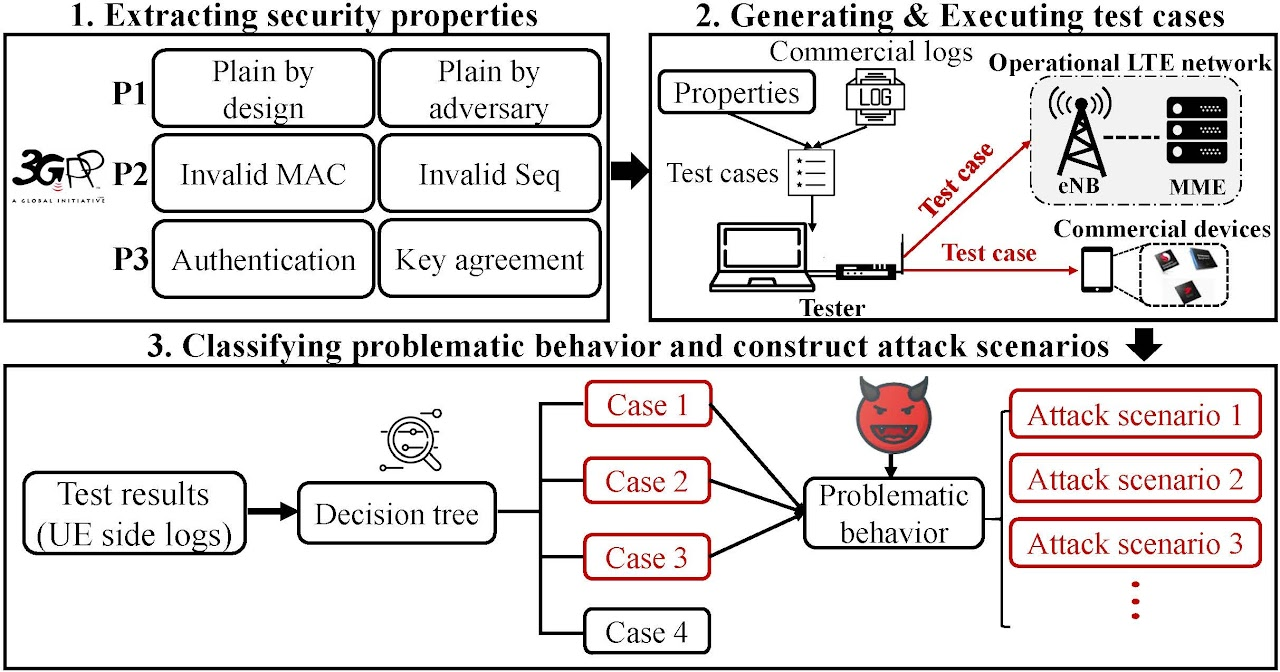 1. Extracting security properties
P1
Plain by
design
Plain by
adversary
3GPP
A GLOBAL INITIATIVE
P2
Invalid MAC
Invalid Seq
P3
Authentication
Key agreement
2. Generating & Executing test cases
Commercial logs
Properties
LOG
Test cases
Tester
Test case
Test case
Operational LTE network
eNB
MME
Commercial devices
3. Classifying problematic behavior and construct attack scenarios
Test results
(UE side logs)
Decision tree
Case 1
Case 2
Case 3
Case 4
Problematic
behavior
Attack scenario 1
Attack scenario 2
Attack scenario 3